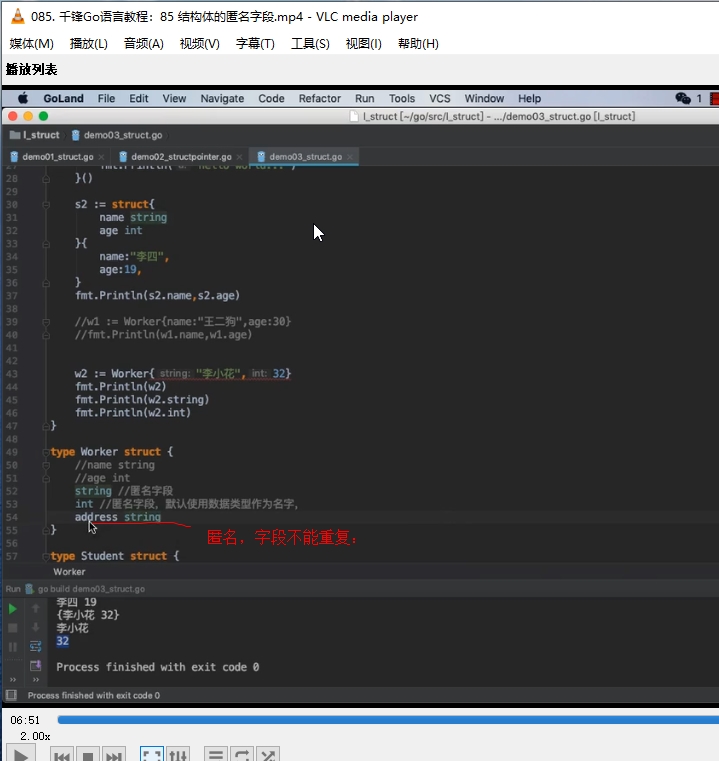 085. 千锋Go语言教程：85 结构体的匿名字段.mp4 - VLC media player
媒体(M) 播放(L) 音频(A) 视频(V) 字幕(T) 工具(S) 视图(I) 帮助(H)
播放列表
GoLand File Edit View Navigate Code Refactor Run Tools VCS Window Help 1
l_struct [~/go/src/l_struct] - .../demo03_struct.go [l_struct]
l_struct demo03_struct.go
demo01_struct.go demo02_structpointer.go demo03_struct.go
28 }()
29
30 s2 := struct{
31 name string
32 age int
33 }{
34 name:"李四",
35 age:19,
36 }
37 fmt.Println(s2.name,s2.age)
38
39 //w1 := Worker{name:"王二狗",age:30}
40 //fmt.Println(w1.name,w1.age)
41
42
43 w2 := Worker{ string: "李小花", int: 32}
44 fmt.Println(w2)
45 fmt.Println(w2.string)
46 fmt.Println(w2.int)
47 }
48
49 type Worker struct {
50 //name string
51 //age int
52 string //匿名字段
53 int //匿名字段，默认使用数据类型作为名字，
54 address string
55 }
匿名，字段不能重复：
56
57 type Student struct {
Worker
Run go build demo03_struct.go
李四 19
{李小花 32}
李小花
32
Process finished with exit code 0
Process finished with exit code 0
06:51
2.00x